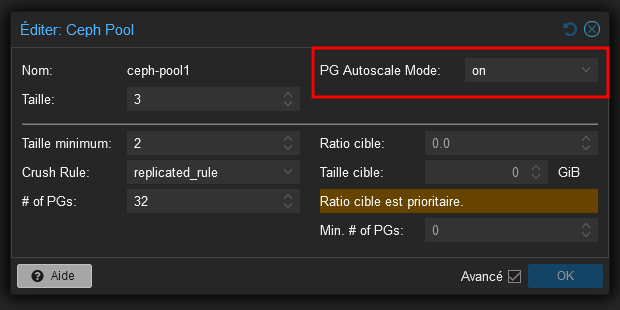 Éditer: Ceph Pool
Nom: ceph-pool1 PG Autoscale Mode: on
Taille: 3
Taille minimum: 2 Ratio cible: 0.0
Crush Rule: replicated_rule Taille cible: 0 GiB
# of PGs: 32 Ratio cible est prioritaire.
Min. # of PGs: 0
? Aide Avancé OK